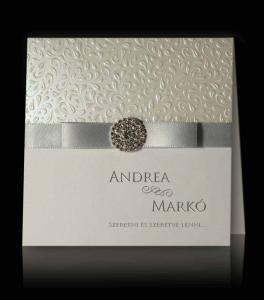 ANDREA
MARKÓ
SZERETNI ÉS SZERETVE LENNI...